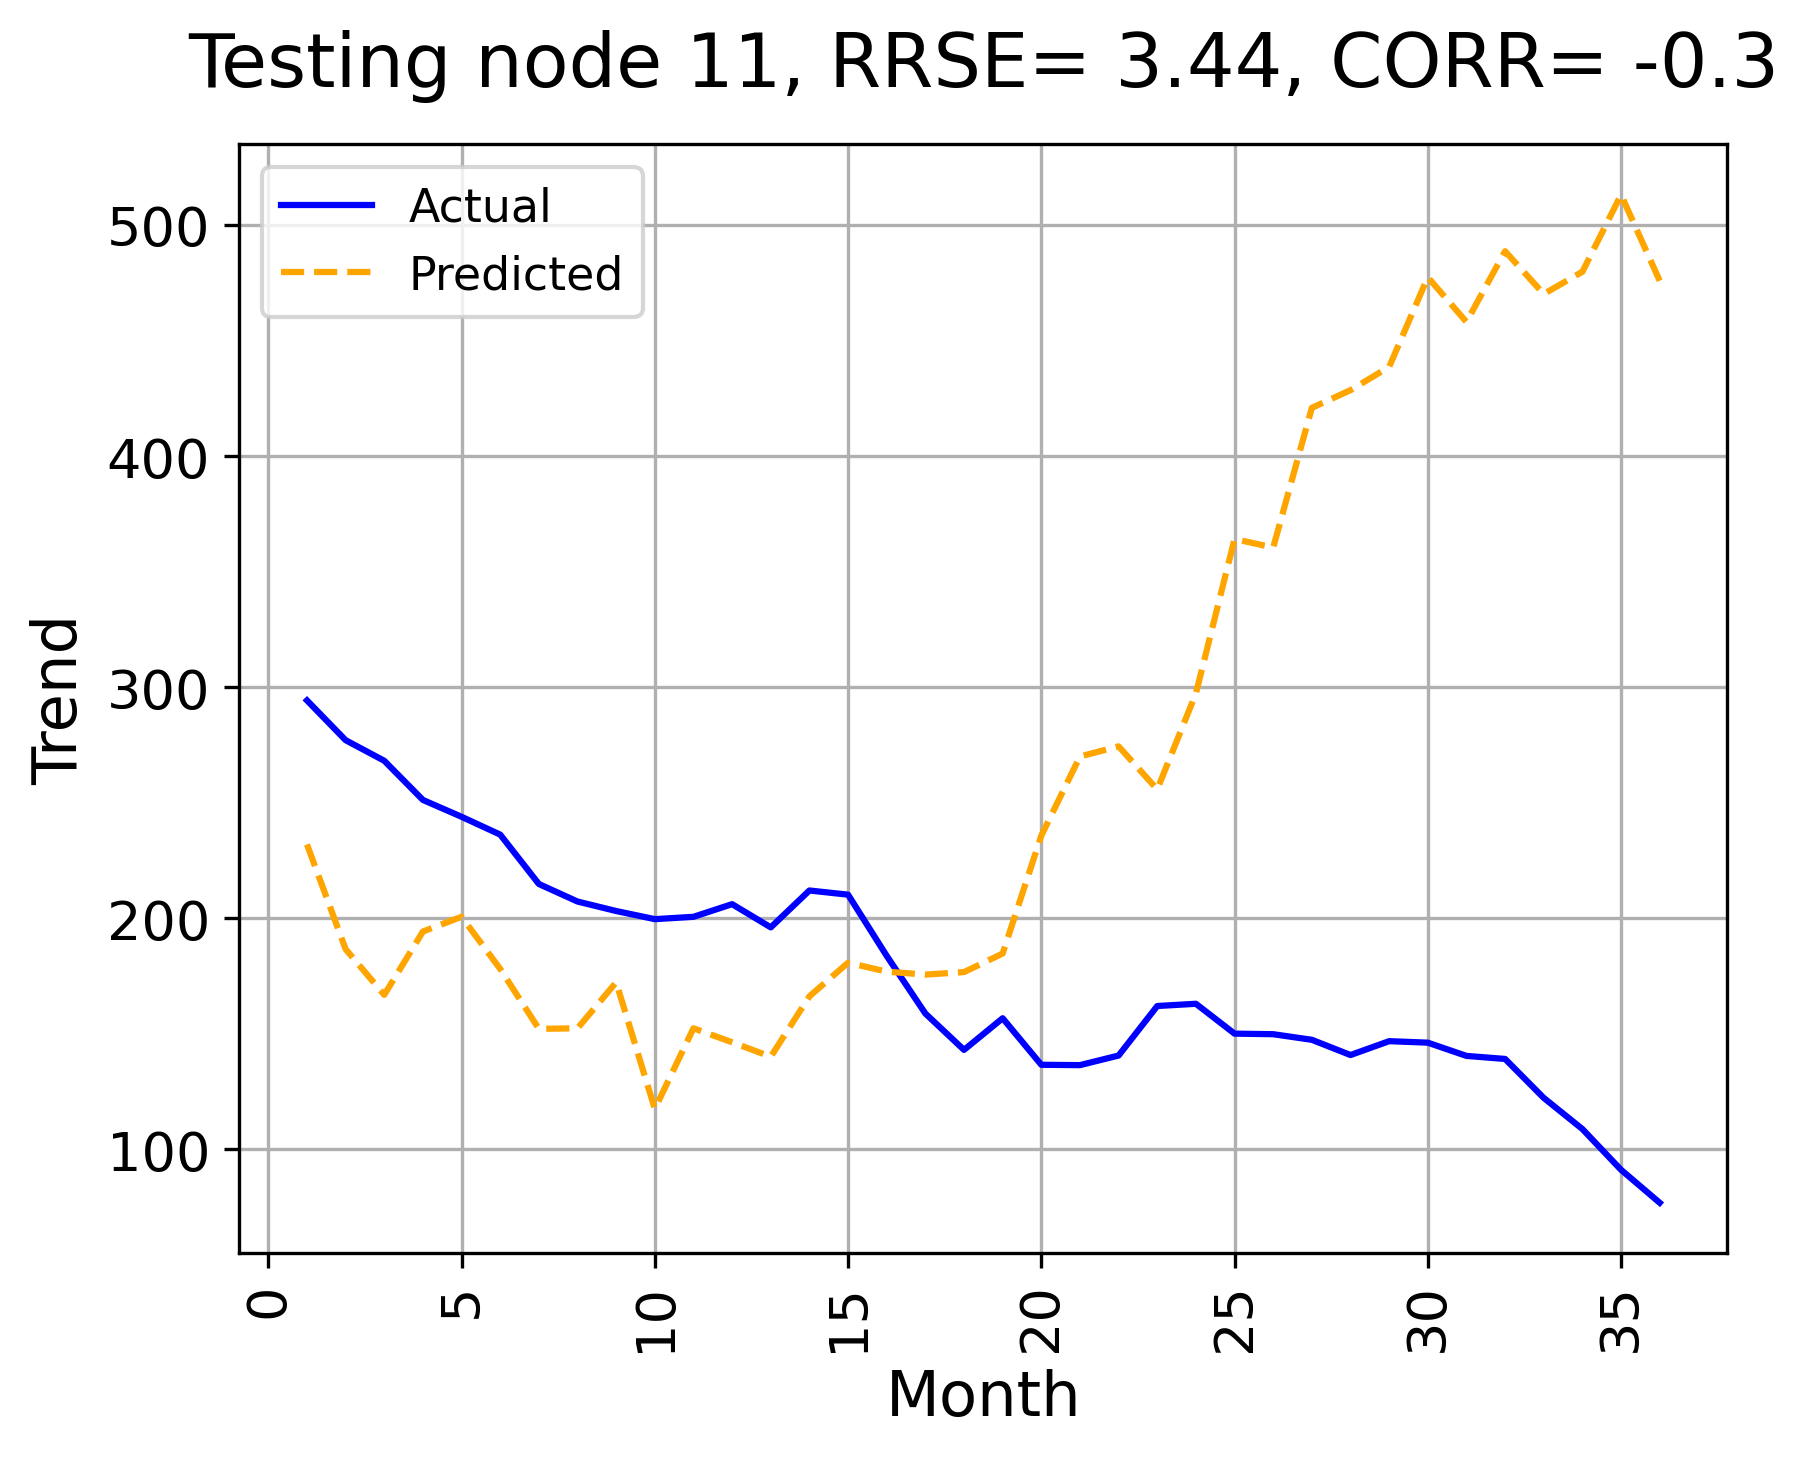 Testing node 11, RRSE= 3.44, CORR= -0.3
Actual
Predicted
500
400
300
200
100
Trend
0
5
10
15
20
25
30
35
Month